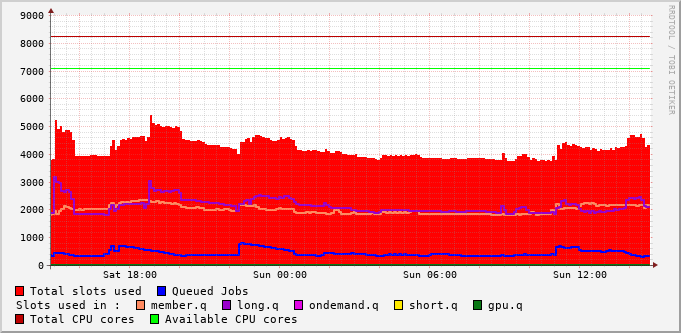 9000
8000
7000
6000
5000
4000
3000
2000
1000
0
Sat 18:00 Sun 00:00 Sun 06:00 Sun 12:00
Total slots used Queued Jobs
Slots used in : member.q long.q ondemand.q short.q gpu.q
Total CPU cores Available CPU cores
RRDTOOL / TOBI OETIKER